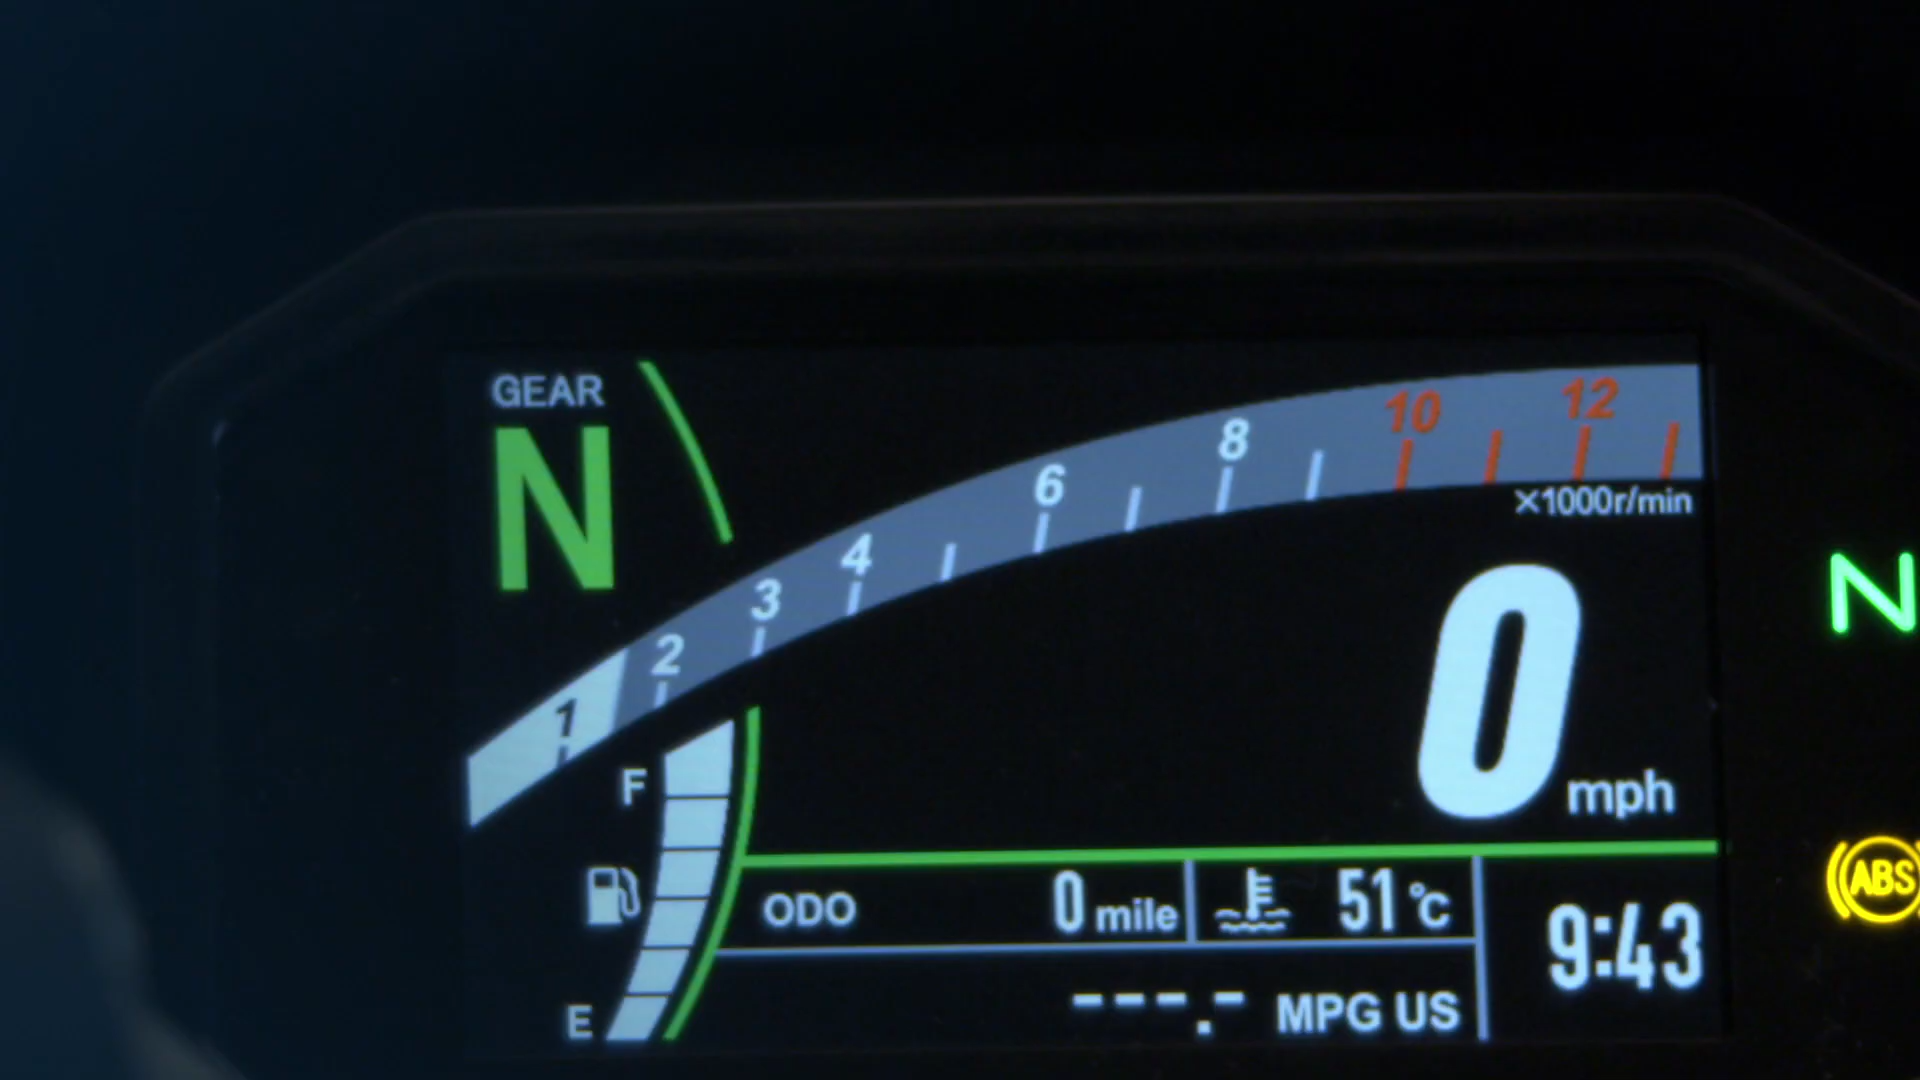 GEAR
N
1 2 3 4 6 8 10 12
×1000r/min
0 mph
N
F
E
ODO 0 mile
51 °C
9:43
---.- MPG US
ABS